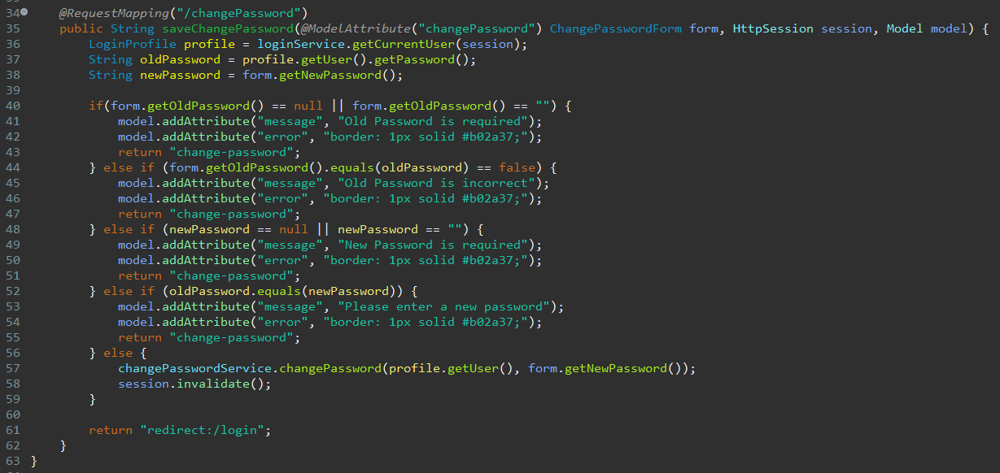 34 @RequestMapping("/changePassword")
35 public String saveChangePassword(@ModelAttribute("changePassword") ChangePasswordForm form, HttpSession session, Model model) {
36 LoginProfile profile = loginService.getCurrentUser(session);
37 String oldPassword = profile.getUser().getPassword();
38 String newPassword = form.getNewPassword();
39
40 if(form.getOldPassword() == null || form.getOldPassword() == "") {
41 model.addAttribute("message", "Old Password is required");
42 model.addAttribute("error", "border: 1px solid #b02a37;");
43 return "change-password";
44 } else if (form.getOldPassword().equals(oldPassword) == false) {
45 model.addAttribute("message", "Old Password is incorrect");
46 model.addAttribute("error", "border: 1px solid #b02a37;");
47 return "change-password";
48 } else if (newPassword == null || newPassword == "") {
49 model.addAttribute("message", "New Password is required");
50 model.addAttribute("error", "border: 1px solid #b02a37;");
51 return "change-password";
52 } else if (oldPassword.equals(newPassword)) {
53 model.addAttribute("message", "Please enter a new password");
54 model.addAttribute("error", "border: 1px solid #b02a37;");
55 return "change-password";
56 } else {
57 changePasswordService.changePassword(profile.getUser(), form.getNewPassword());
58 session.invalidate();
59 }
60
61 return "redirect:/login";
62 }
63 }